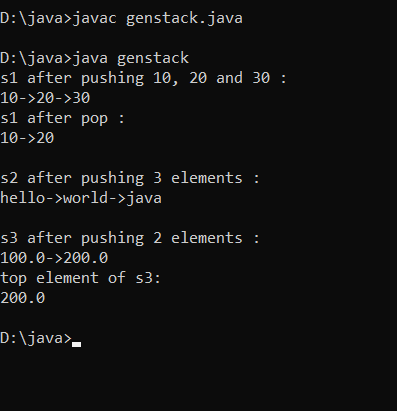 D:\java>javac genstack.java
D:\java>java genstack
s1 after pushing 10, 20 and 30 :
10->20->30
s1 after pop :
10->20
s2 after pushing 3 elements :
hello->world->java
s3 after pushing 2 elements :
100.0->200.0
top element of s3:
200.0
D:\java>